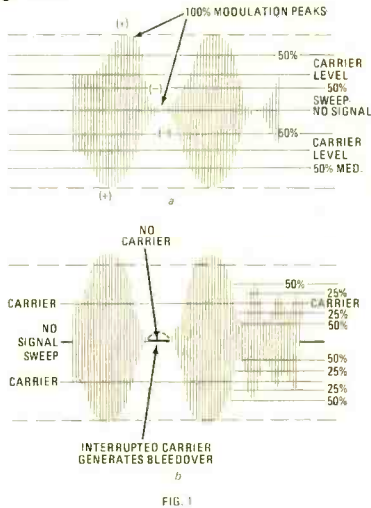 100% MODULATION PEAKS
(+)
50%
CARRIER
LEVEL
(-)
50%
SWEEP
NO SIGNAL
(-)
50%
CARRIER
LEVEL
50% MED.
(+)
a
NO
CARRIER
50%
25%
CARRIER
CARRIER
25%
50%
NO
SIGNAL
SWEEP
50%
25%
CARRIER
25%
50%
INTERRUPTED CARRIER
GENERATES BLEEDOVER
b
FIG. 1